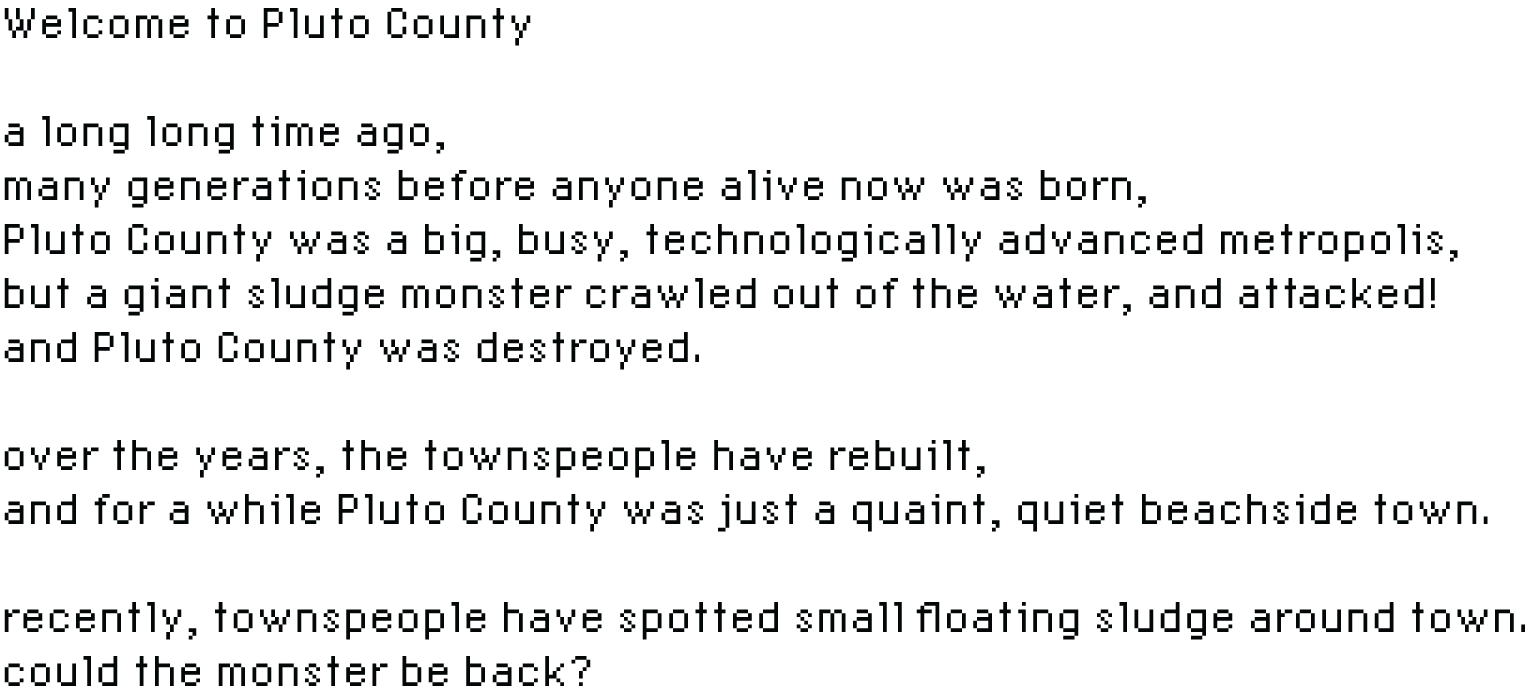 Welcome to Pluto County
a long long time ago,
many generations before anyone alive now was born,
Pluto County was a big, busy, technologically advanced metropolis,
but a giant sludge monster crawled out of the water, and attacked!
and Pluto County was destroyed.
over the years, the townspeople have rebuilt,
and for a while Pluto County was just a quaint, quiet beachside town.
recently, townspeople have spotted small floating sludge around town.
could the monster be back?